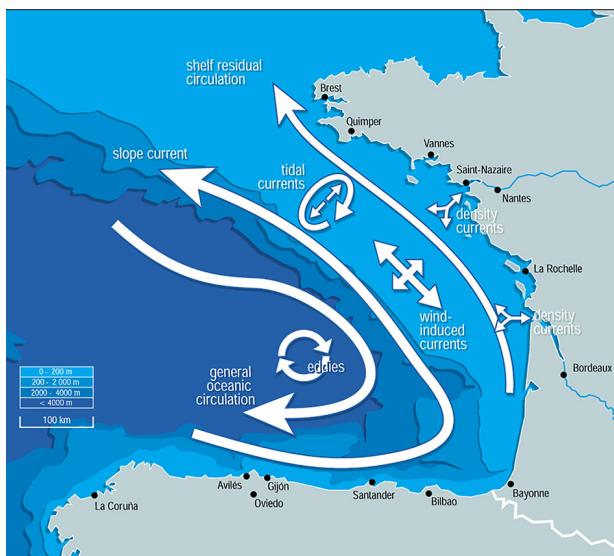 shelf residual
circulation
Brest
Quimper
slope current
Vannes
tidal
currents
Saint-Nazaire
Nantes
density
currents
La Rochelle
wind-
induced
currents
density
currents
eddies
general
oceanic
circulation
Bordeaux
0 - 200 m
200 - 2 000 m
2000 - 4000 m
< 4000 m
100 km
Avilés
Gijón
Oviedo
La Coruña
Santander
Bilbao
Bayonne